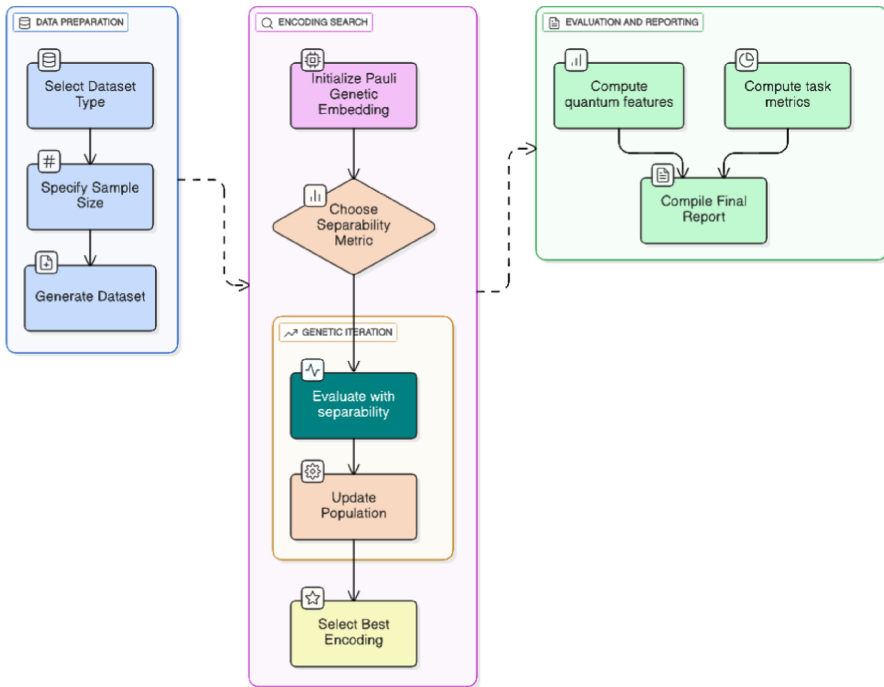 DATA PREPARATION
Select Dataset
Type
Specify Sample
Size
Generate Dataset
ENCODING SEARCH
Initialize Pauli
Genetic
Embedding
Choose
Separability
Metric
GENETIC ITERATION
Evaluate with
separability
Update
Population
Select Best
Encoding
EVALUATION AND REPORTING
Compute
quantum features
Compute task
metrics
Compile Final
Report